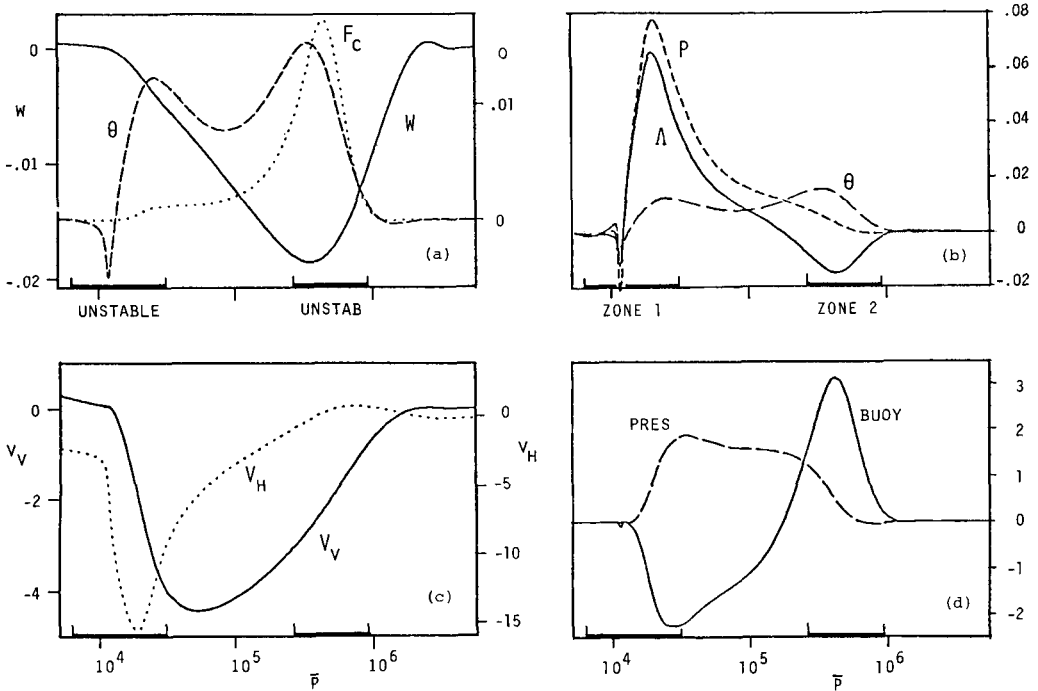 0
W
-.01
-.02
θ
F_c
W
0
.01
0
(a)
UNSTABLE
UNSTAB
P
Λ
θ
.08
.06
.04
.02
0
-.02
(b)
ZONE 1
ZONE 2
0
V_V
-2
-4
V_H
V_V
0
V_H
-5
-10
-15
(c)
10^4
10^5
10^6
P̄
PRES
BUOY
3
2
1
0
-1
-2
(d)
10^4
10^5
10^6
P̄